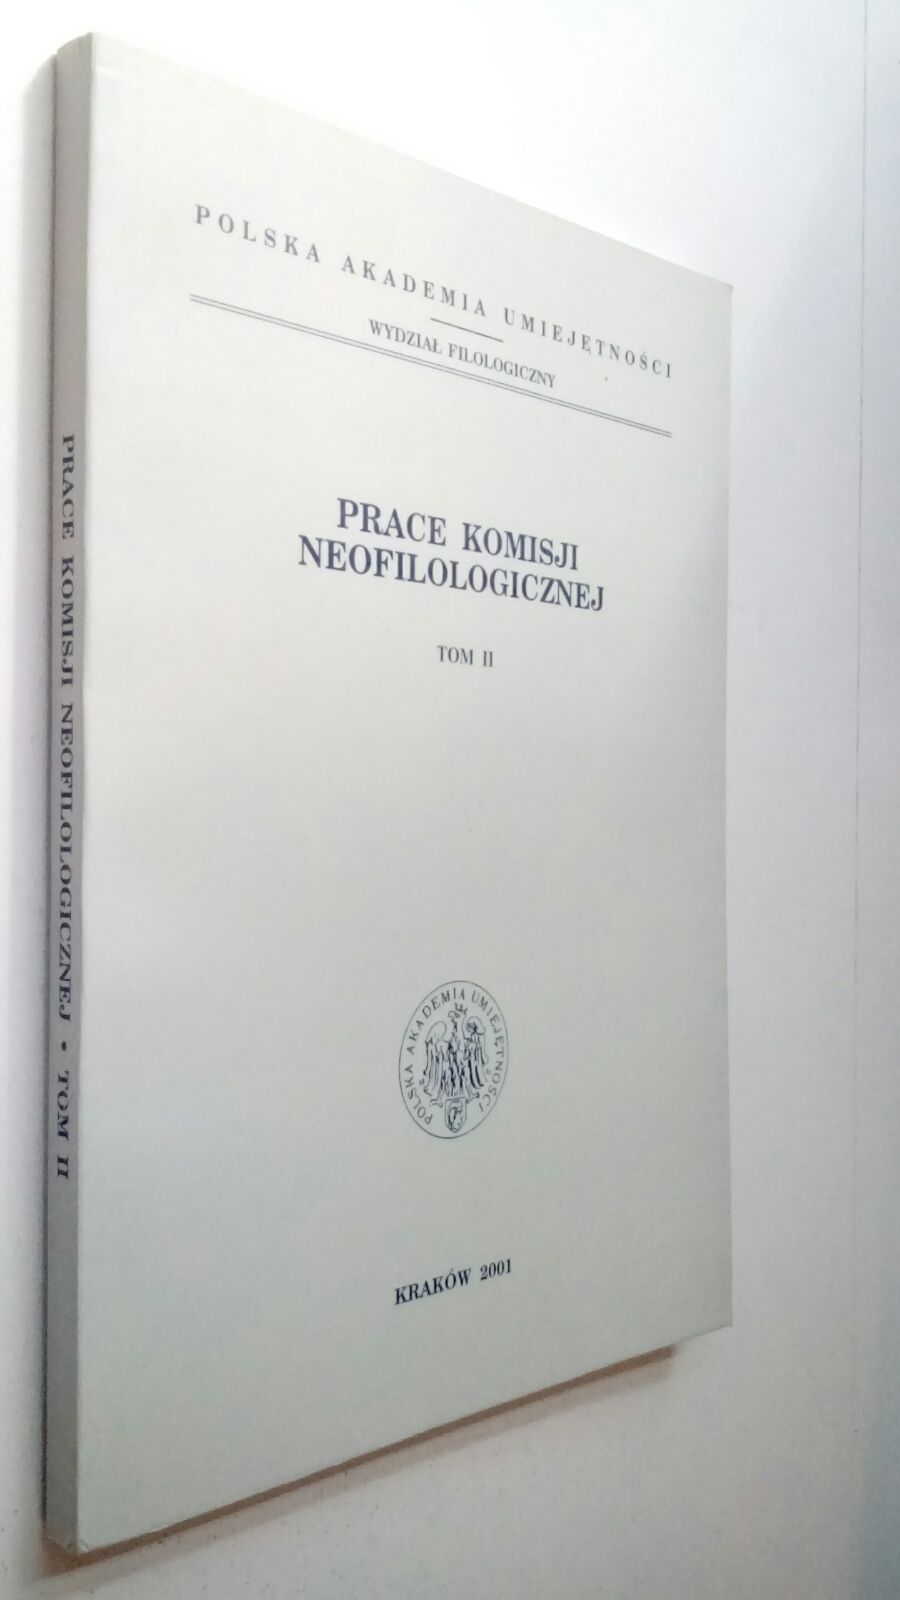 POLSKA AKADEMIA UMIEJĘTNOŚCI
WYDZIAŁ FILOLOGICZNY
PRACE KOMISJI
NEOFILOLOGICZNEJ
TOM II
POLSKA AKADEMIA UMIEJĘTNOŚCI
KRAKÓW 2001
PRACE KOMISJI NEOFILOLOGICZNEJ • TOM II